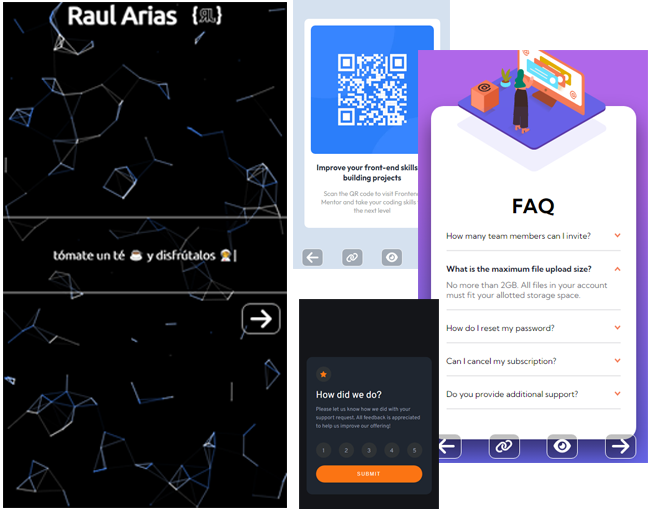 Raul Arias {RL}
tómate un té ☕ y disfrútalos
Improve your front-end skills
building projects
Scan the QR code to visit Frontend
Mentor and take your coding skills
the next level
FAQ
How many team members can I invite?
What is the maximum file upload size?
No more than 2GB. All files in your account
must fit your allotted storage space.
How do I reset my password?
Can I cancel my subscription?
Do you provide additional support?
How did we do?
Please let us know how we did with your
support request. All feedback is appreciated
to help us improve our offering!
1 2 3 4 5
SUBMIT